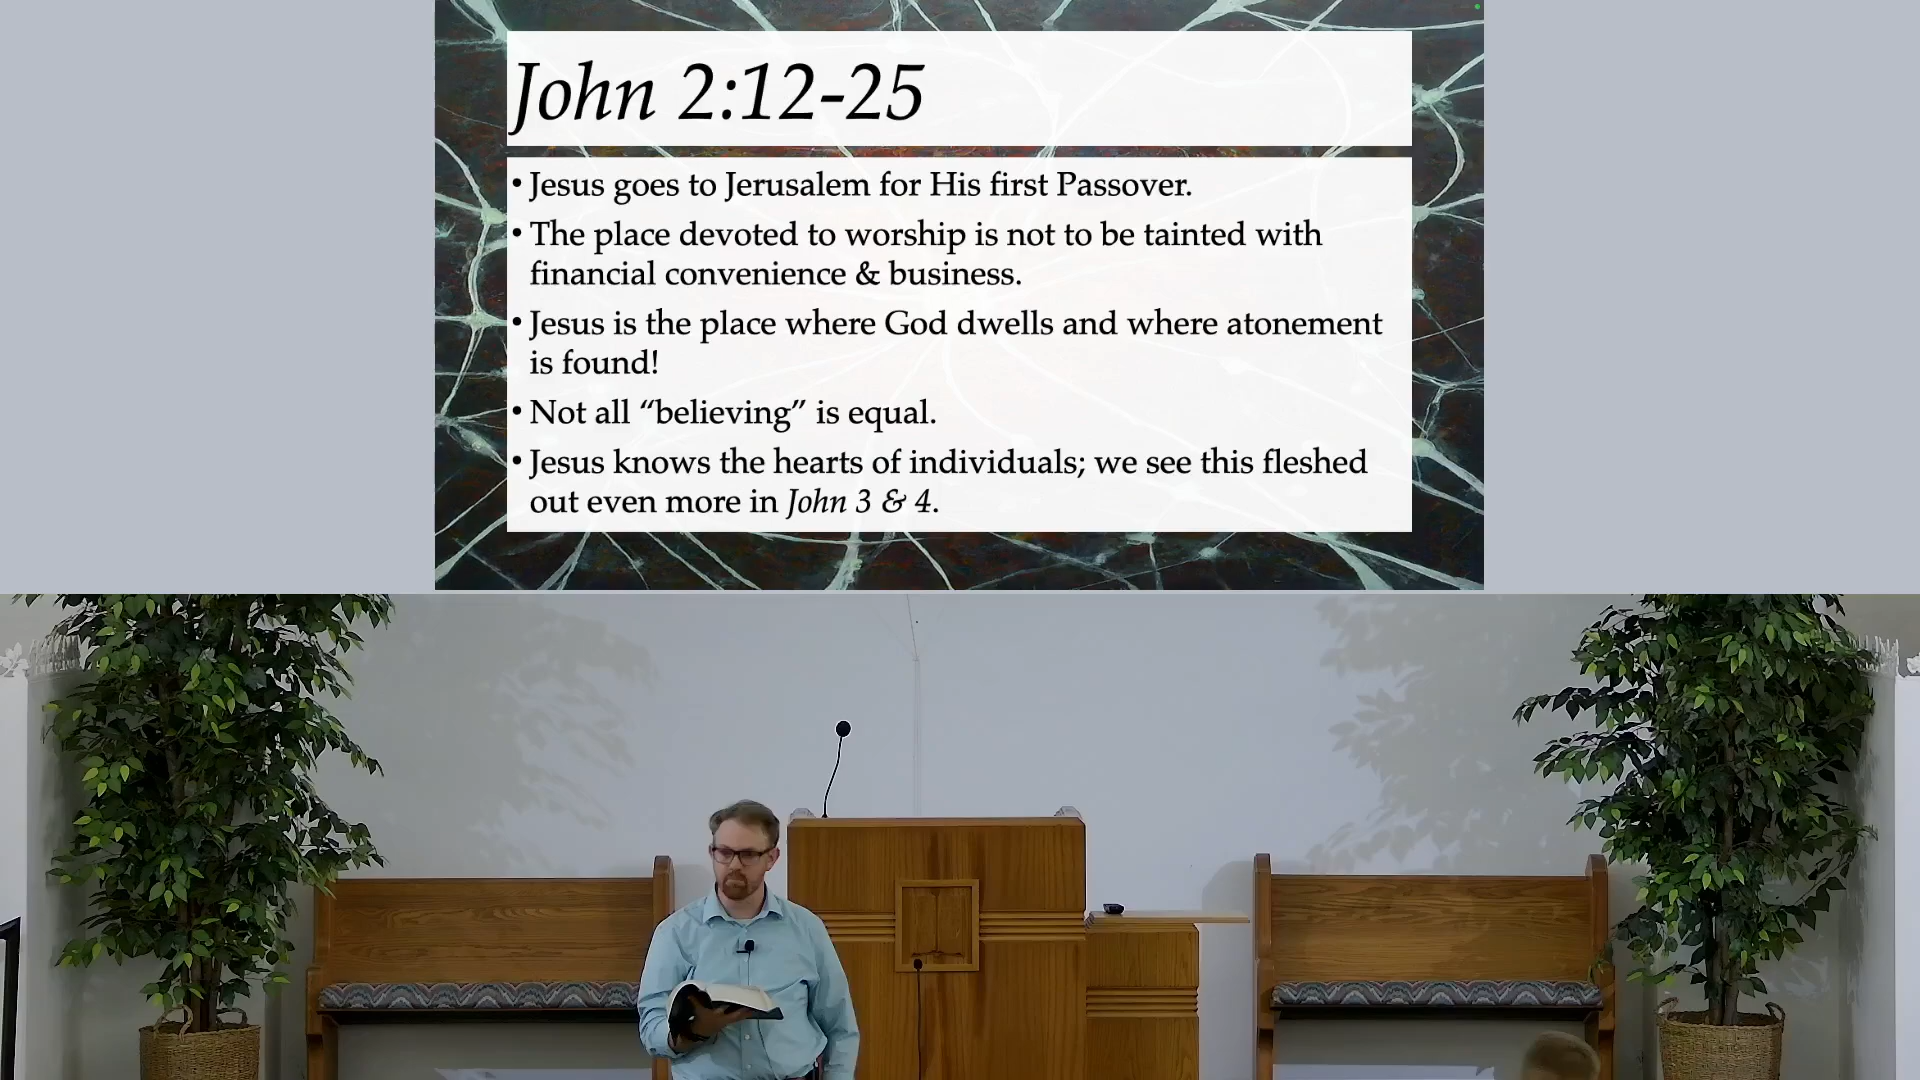 John 2:12-25
• Jesus goes to Jerusalem for His first Passover.
• The place devoted to worship is not to be tainted with
financial convenience & business.
• Jesus is the place where God dwells and where atonement
is found!
• Not all “believing” is equal.
• Jesus knows the hearts of individuals; we see this fleshed
out even more in John 3 & 4.